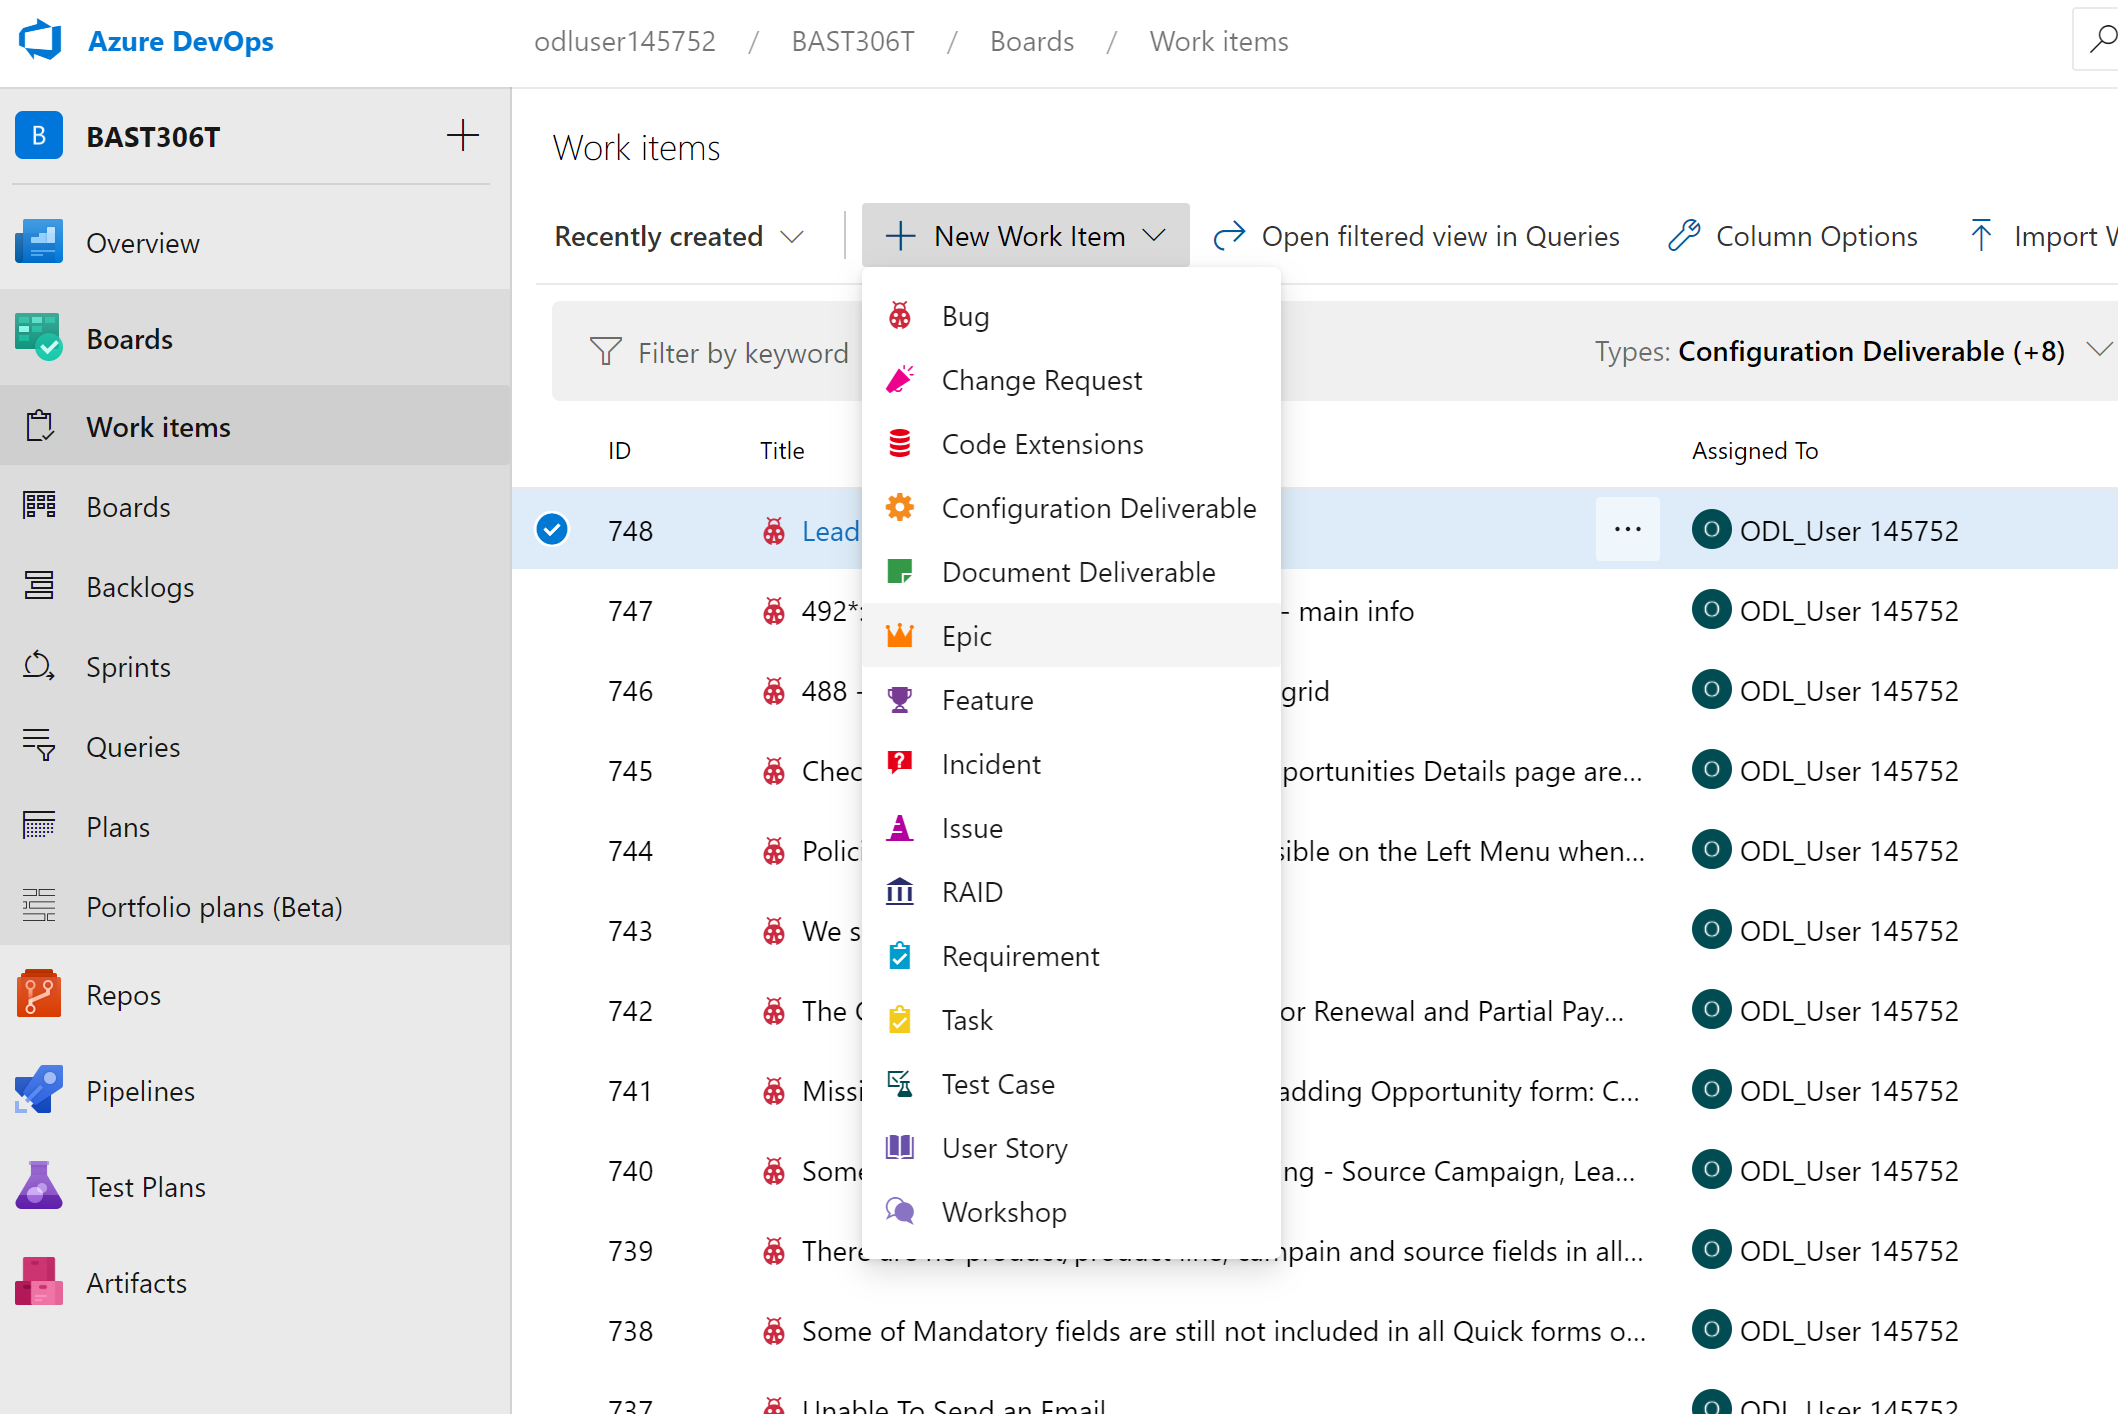 Azure DevOps
odluser145752 / BAST306T / Boards / Work items
B BAST306T
Overview
Boards
Work items
Boards
Backlogs
Sprints
Queries
Plans
Portfolio plans (Beta)
Repos
Pipelines
Test Plans
Artifacts
Work items
Recently created New Work Item Open filtered view in Queries Column Options Import
Filter by keyword Types: Configuration Deliverable (+8)
Bug
Change Request
Code Extensions
Configuration Deliverable
Document Deliverable
Epic
Feature
Incident
Issue
RAID
Requirement
Task
Test Case
User Story
Workshop
ID Title Assigned To
748 Lead ... O ODL_User 145752
747 492* - main info O ODL_User 145752
746 488 - grid O ODL_User 145752
745 Chec portunities Details page are... O ODL_User 145752
744 Polic sible on the Left Menu when... O ODL_User 145752
743 We s O ODL_User 145752
742 The or Renewal and Partial Pay... O ODL_User 145752
741 Missi adding Opportunity form: C... O ODL_User 145752
740 Some ng - Source Campaign, Lea... O ODL_User 145752
739 There are no product/product line, campain and source fields in all... O ODL_User 145752
738 Some of Mandatory fields are still not included in all Quick forms o... O ODL_User 145752
737 Unable To Send an Email O ODL_User 145752